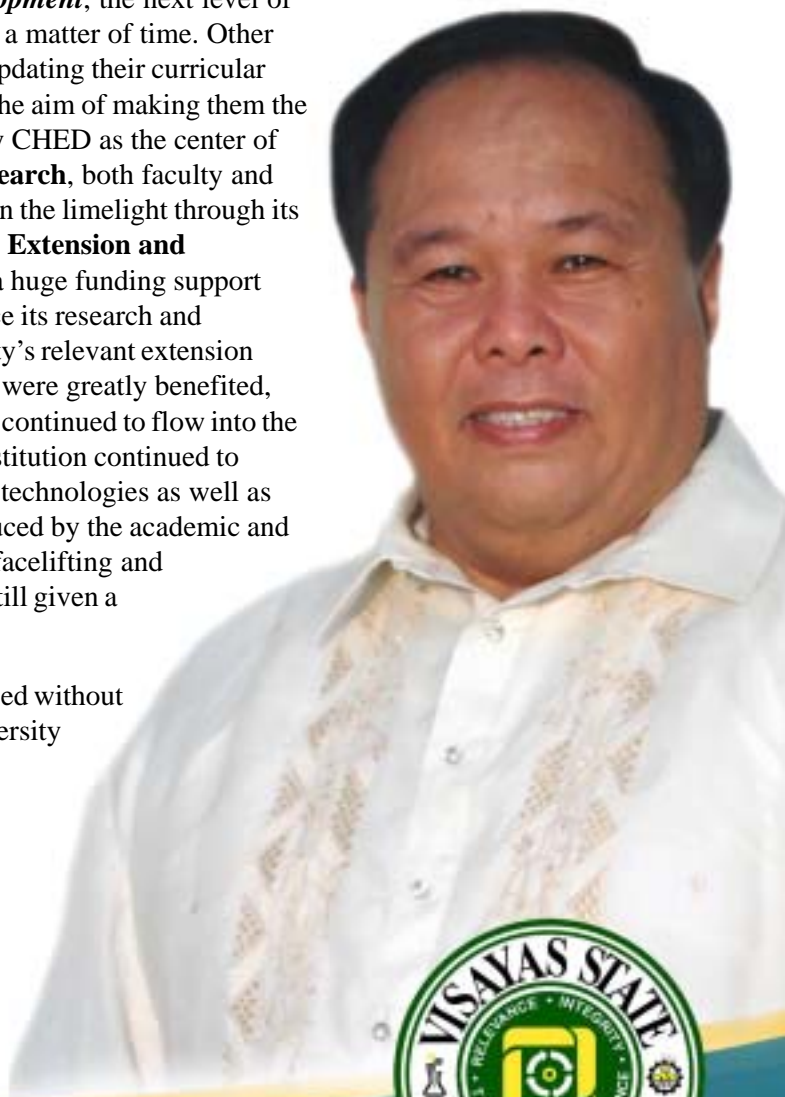 opment, the next level of
a matter of time. Other
pdating their curricular
he aim of making them the
y CHED as the center of
earch, both faculty and
n the limelight through its
Extension and
a huge funding support
e its research and
ty's relevant extension
were greatly benefited,
continued to flow into the
stitution continued to
technologies as well as
uced by the academic and
facelifting and
till given a
ed without
ersity
VISAYAS STATE
RELEVANCE • INTEGRITY •